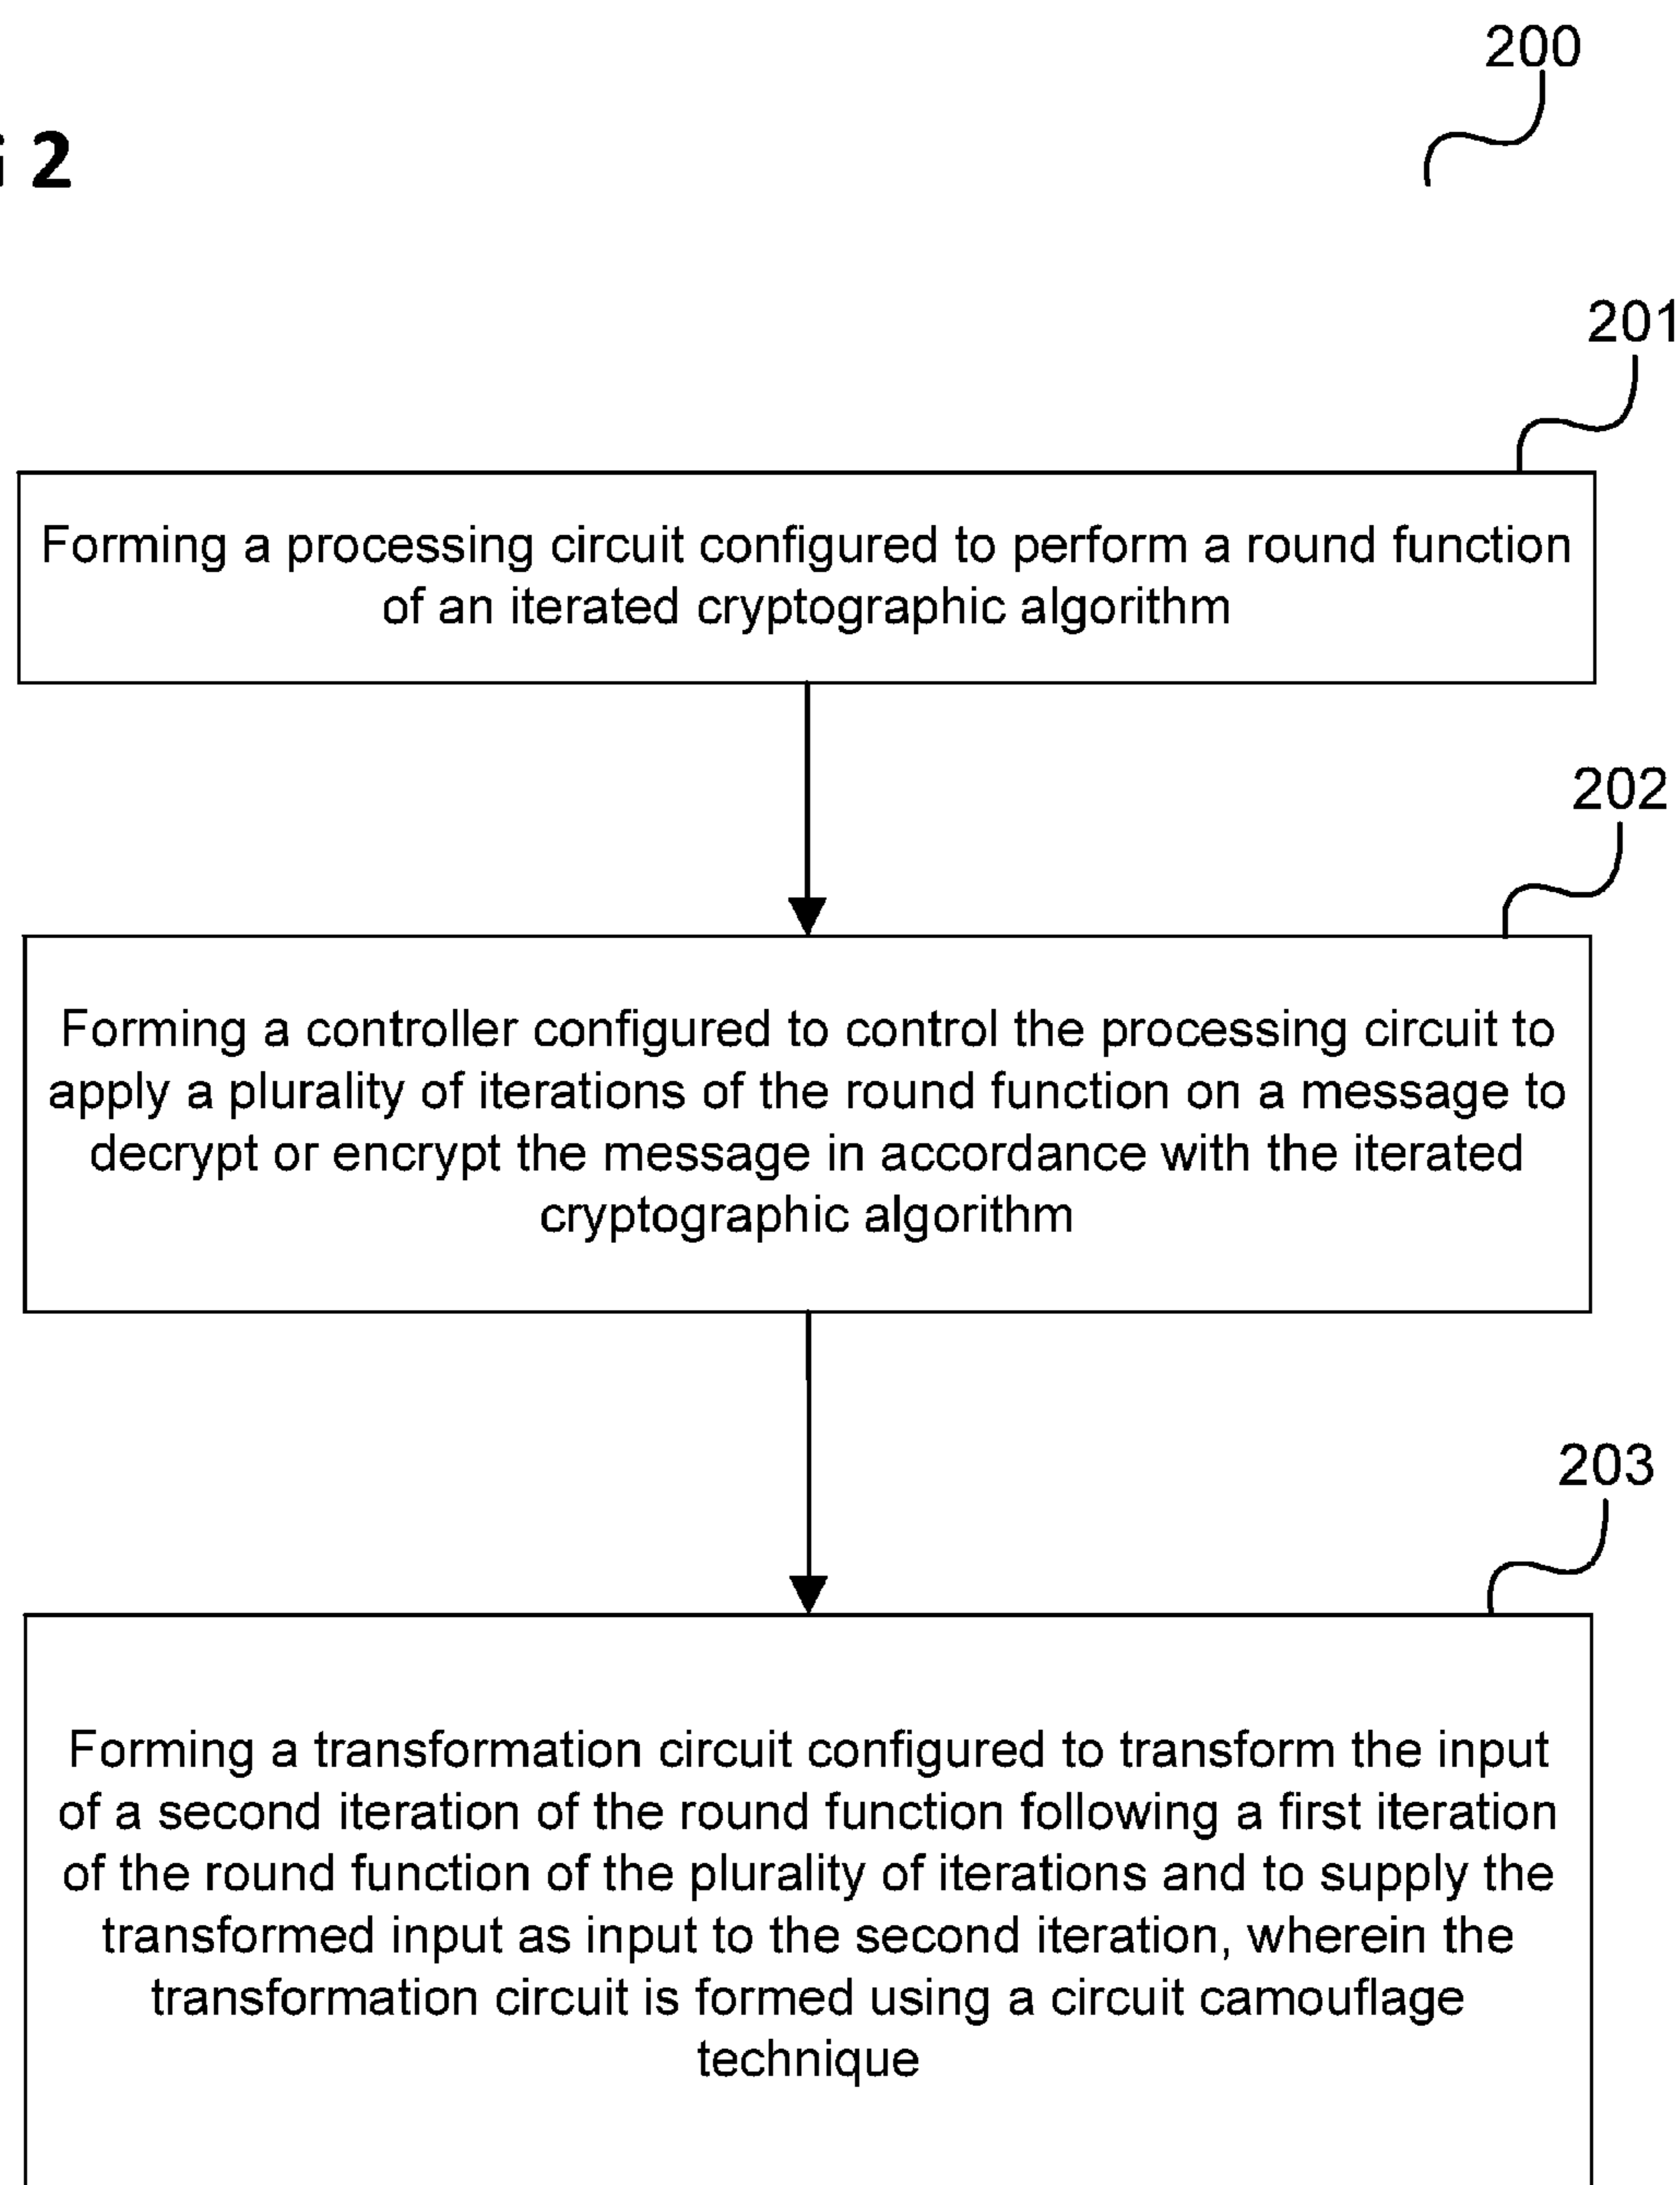 200
2
201
Forming a processing circuit configured to perform a round function
of an iterated cryptographic algorithm
202
Forming a controller configured to control the processing circuit to
apply a plurality of iterations of the round function on a message to
decrypt or encrypt the message in accordance with the iterated
cryptographic algorithm
203
Forming a transformation circuit configured to transform the input
of a second iteration of the round function following a first iteration
of the round function of the plurality of iterations and to supply the
transformed input as input to the second iteration, wherein the
transformation circuit is formed using a circuit camouflage
technique